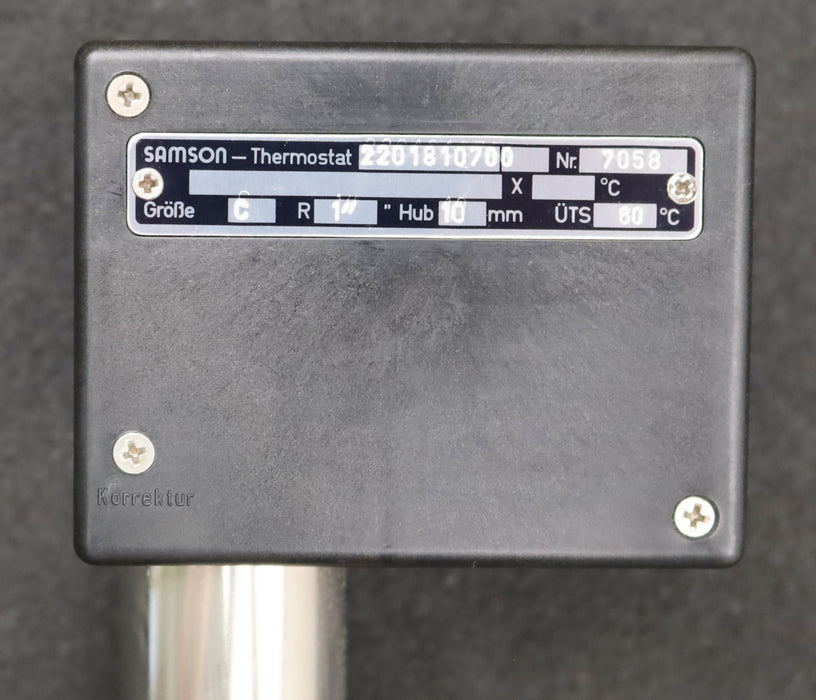 SAMSON – Thermostat 2201810700 Nr. 7058
X °C
Größe C R 1" " Hub 10 mm ÜTS 60 °C
Korrektur